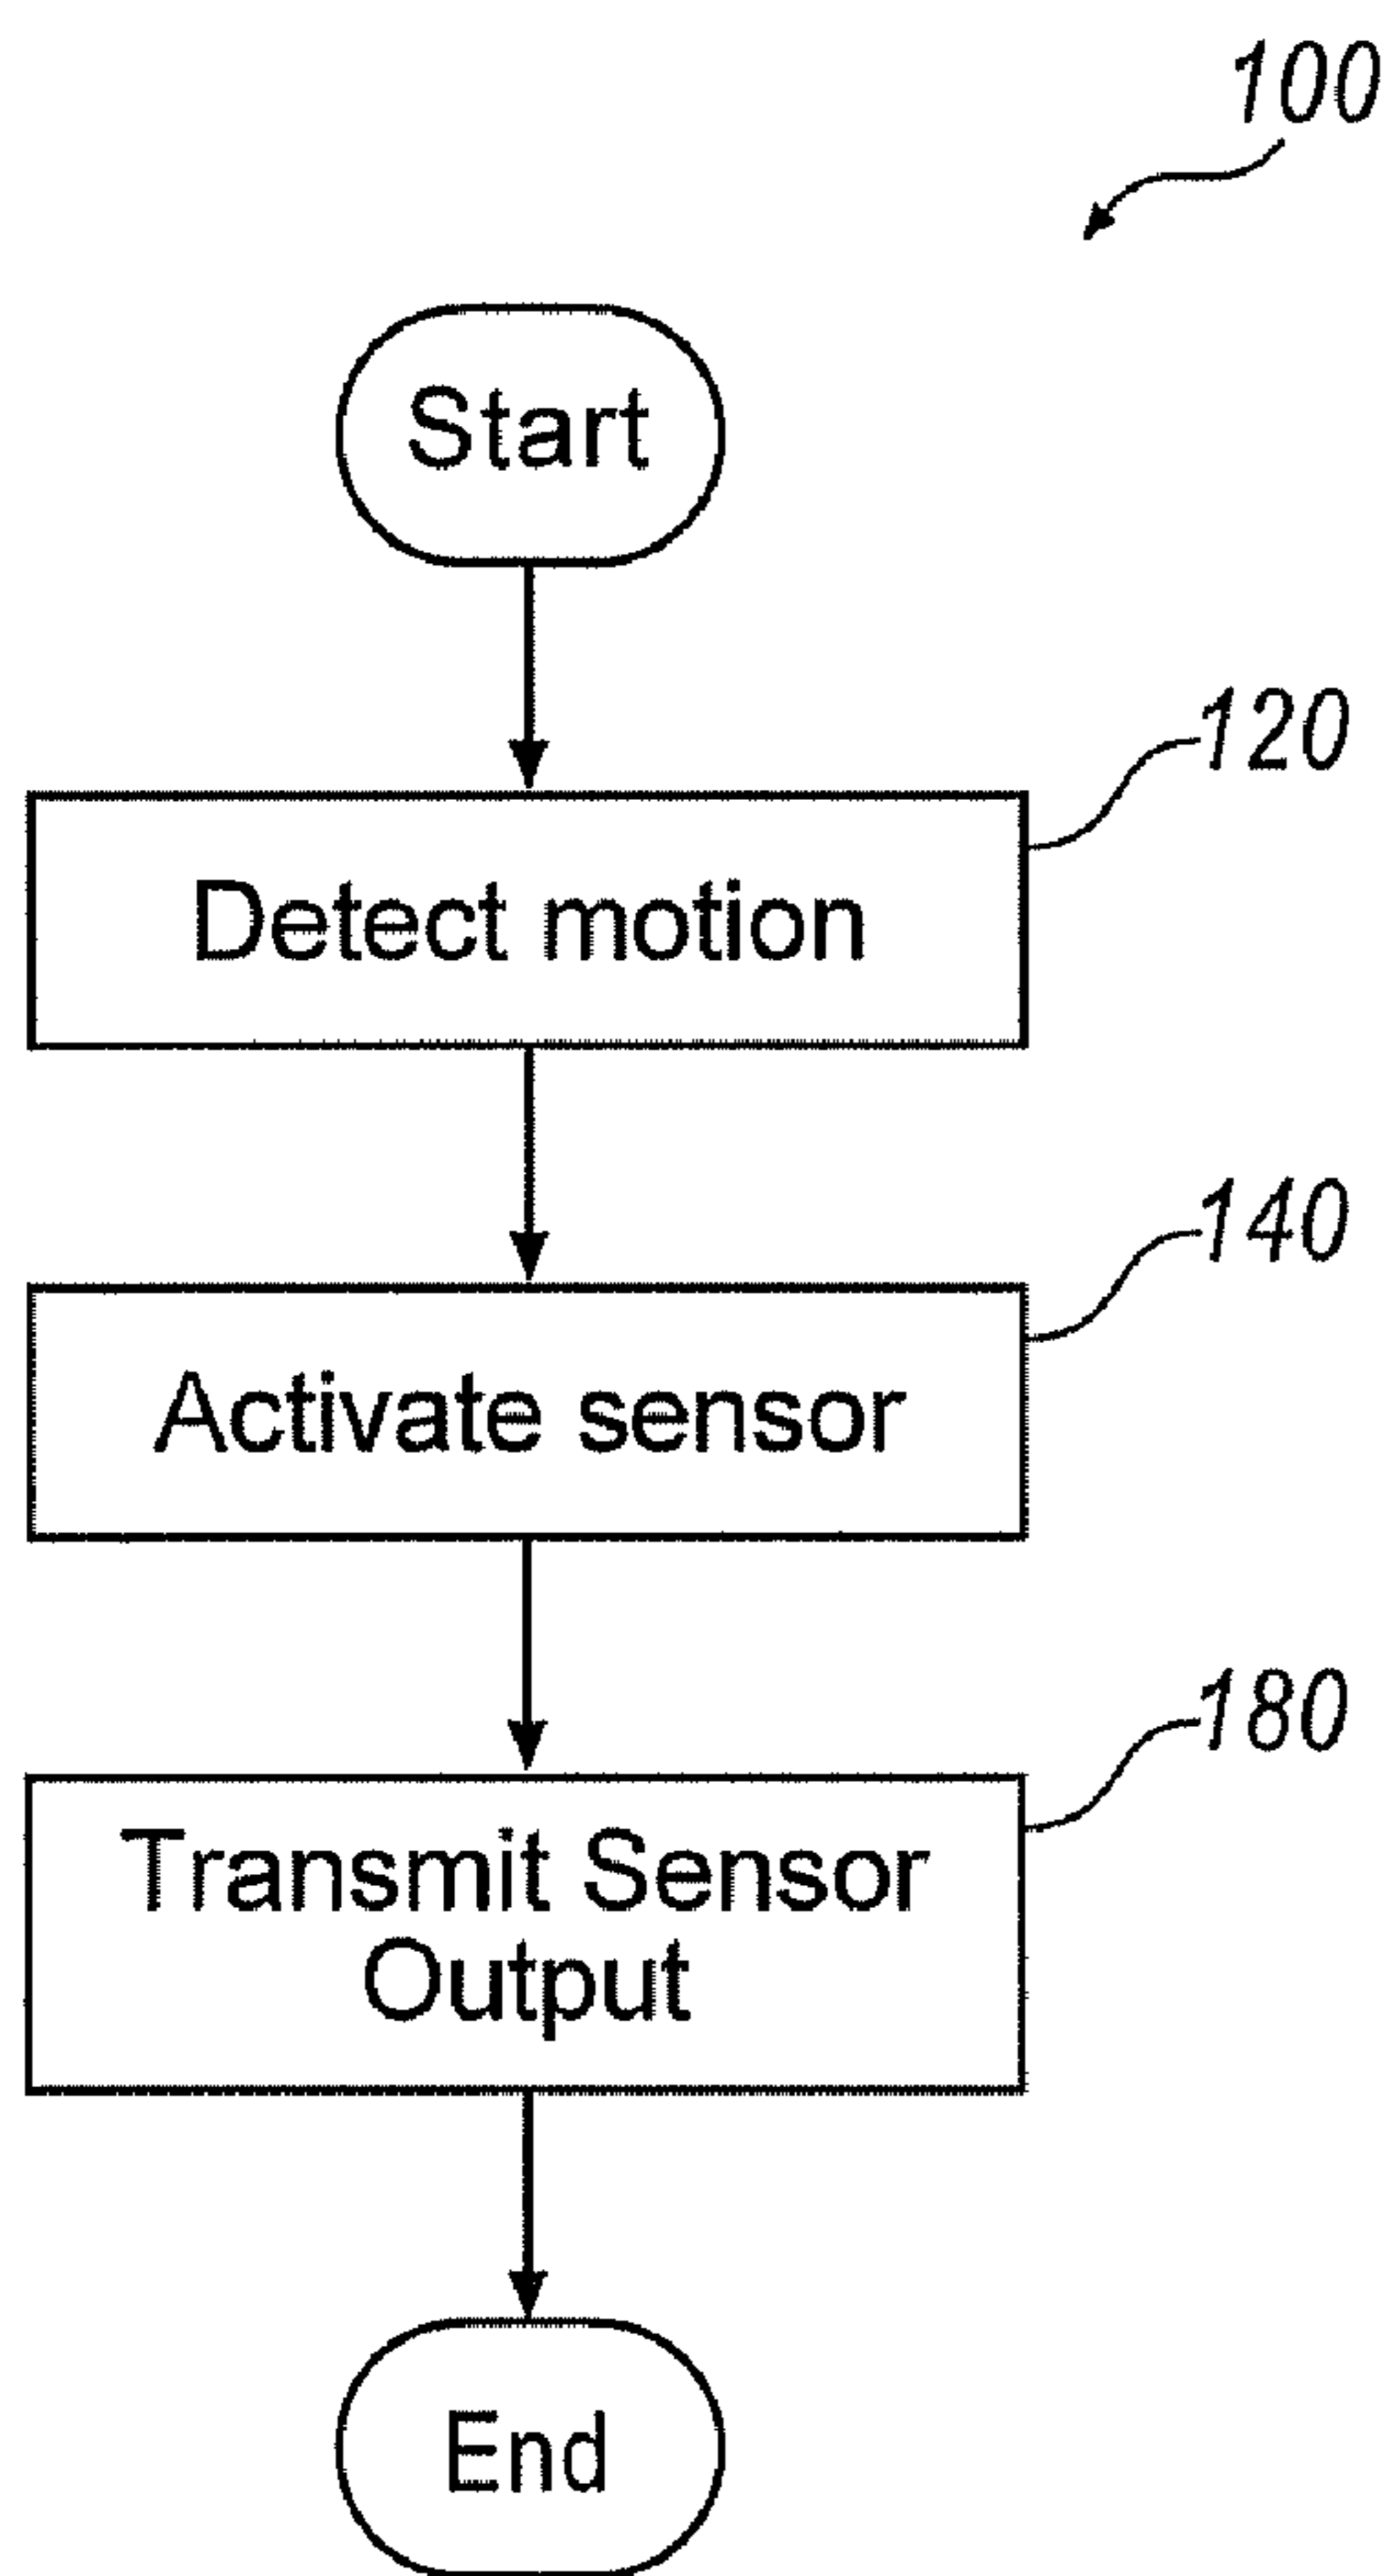 100
Start
120
Detect motion
140
Activate sensor
180
Transmit Sensor
Output
End